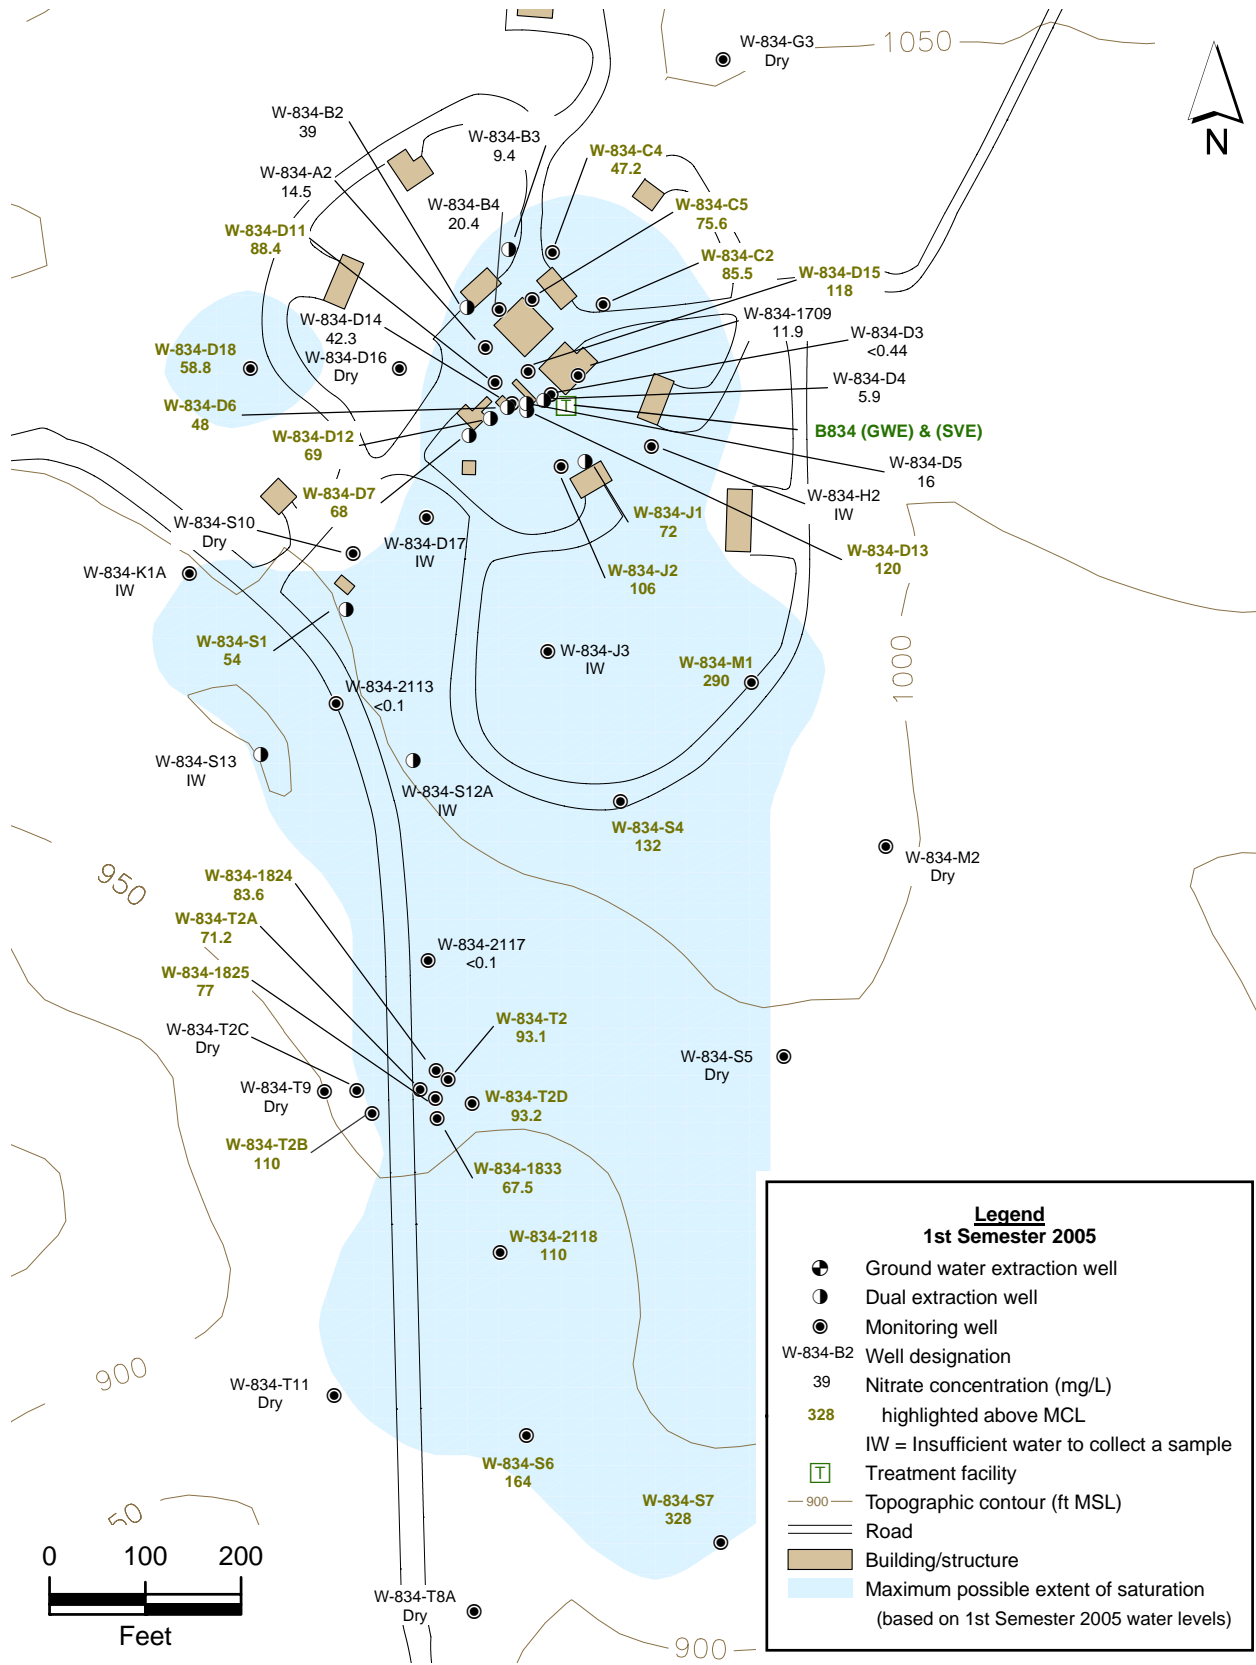 W-834-G3
Dry
1050
N
W-834-B2
39
W-834-B3
9.4
W-834-C4
47.2
W-834-A2
14.5
W-834-B4
20.4
W-834-C5
75.6
W-834-D11
88.4
W-834-C2
85.5
W-834-D15
118
W-834-D14
42.3
W-834-1709
11.9
W-834-D3
<0.44
W-834-D18
58.8
W-834-D16
Dry
W-834-D4
5.9
W-834-D6
48
B834 (GWE) & (SVE)
W-834-D12
69
W-834-D5
16
W-834-D7
68
W-834-H2
IW
W-834-J1
72
W-834-S10
Dry
W-834-D17
IW
W-834-D13
120
W-834-K1A
IW
W-834-J2
106
W-834-S1
54
W-834-J3
IW
W-834-M1
290
1000
W-834-2113
<0.1
W-834-S13
IW
W-834-S12A
IW
W-834-S4
132
W-834-M2
Dry
950
W-834-1824
83.6
W-834-T2A
71.2
W-834-2117
<0.1
W-834-1825
77
W-834-T2
93.1
W-834-T2C
Dry
W-834-S5
Dry
W-834-T9
Dry
W-834-T2D
93.2
W-834-T2B
110
W-834-1833
67.5
W-834-2118
110
900
W-834-T11
Dry
W-834-S6
164
W-834-S7
328
50
W-834-T8A
Dry
900
0 100 200
Feet
Legend
1st Semester 2005
Ground water extraction well
Dual extraction well
Monitoring well
W-834-B2 Well designation
39 Nitrate concentration (mg/L)
328 highlighted above MCL
IW = Insufficient water to collect a sample
T Treatment facility
900 Topographic contour (ft MSL)
Road
Building/structure
Maximum possible extent of saturation
(based on 1st Semester 2005 water levels)
T